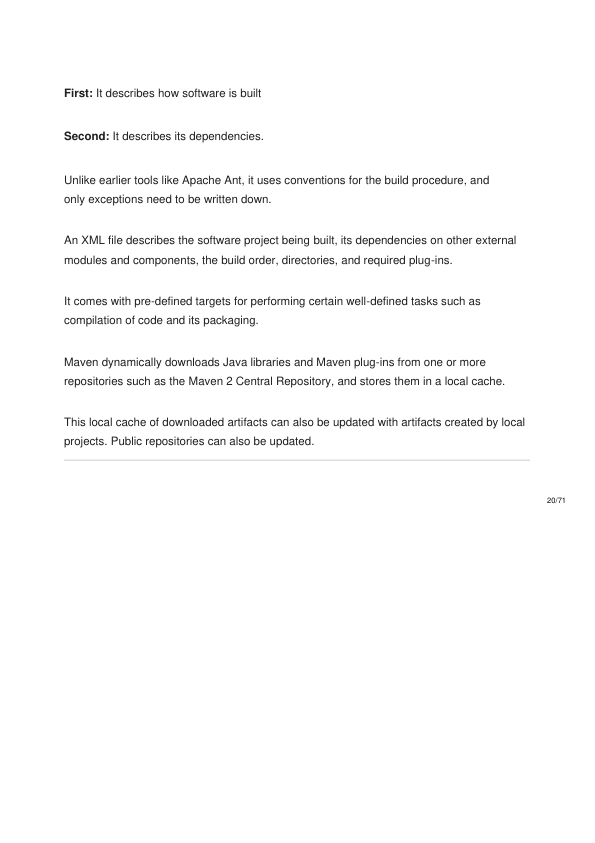 First: It describes how software is built
Second: It describes its dependencies.
Unlike earlier tools like Apache Ant, it uses conventions for the build procedure, and
only exceptions need to be written down.
An XML file describes the software project being built, its dependencies on other external
modules and components, the build order, directories, and required plug-ins.
It comes with pre-defined targets for performing certain well-defined tasks such as
compilation of code and its packaging.
Maven dynamically downloads Java libraries and Maven plug-ins from one or more
repositories such as the Maven 2 Central Repository, and stores them in a local cache.
This local cache of downloaded artifacts can also be updated with artifacts created by local
projects. Public repositories can also be updated.
20/71